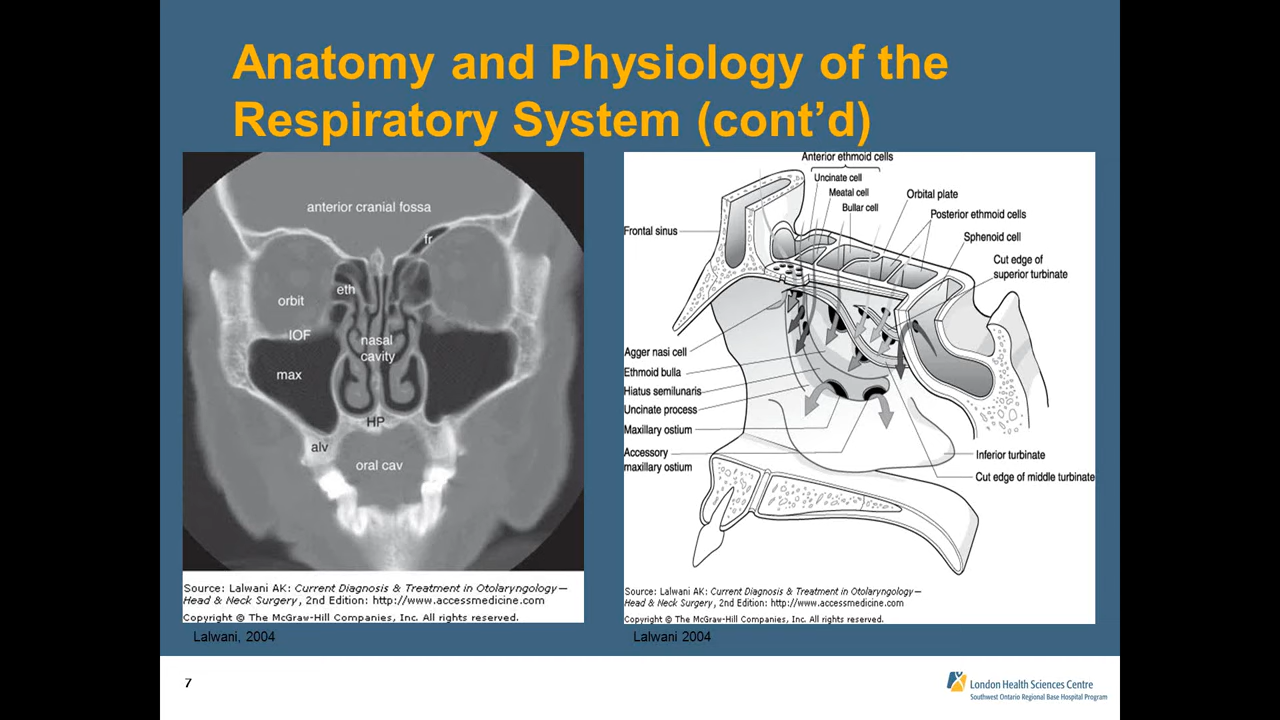 Anatomy and Physiology of the
Respiratory System (cont’d)
anterior cranial fossa
fr
eth
orbit
IOF
nasal
cavity
max
HP
alv
oral cav
Source: Lalwani AK: Current Diagnosis & Treatment in Otolaryngology—
Head & Neck Surgery, 2nd Edition: http://www.accessmedicine.com
Copyright © The McGraw-Hill Companies, Inc. All rights reserved.
Lalwani, 2004
Anterior ethmoid cells
Uncinate cell
Meatal cell
Bullar cell
Orbital plate
Posterior ethmoid cells
Sphenoid cell
Cut edge of
superior turbinate
Frontal sinus
Agger nasi cell
Ethmoid bulla
Hiatus semilunaris
Uncinate process
Maxillary ostium
Accessory
maxillary ostium
Inferior turbinate
Cut edge of middle turbinate
Source: Lalwani AK: Current Diagnosis & Treatment in Otolaryngology—
Head & Neck Surgery, 2nd Edition: http://www.accessmedicine.com
Copyright © The McGraw-Hill Companies, Inc. All rights reserved.
Lalwani 2004
7
London Health Sciences Centre
Southwest Ontario Regional Base Hospital Program